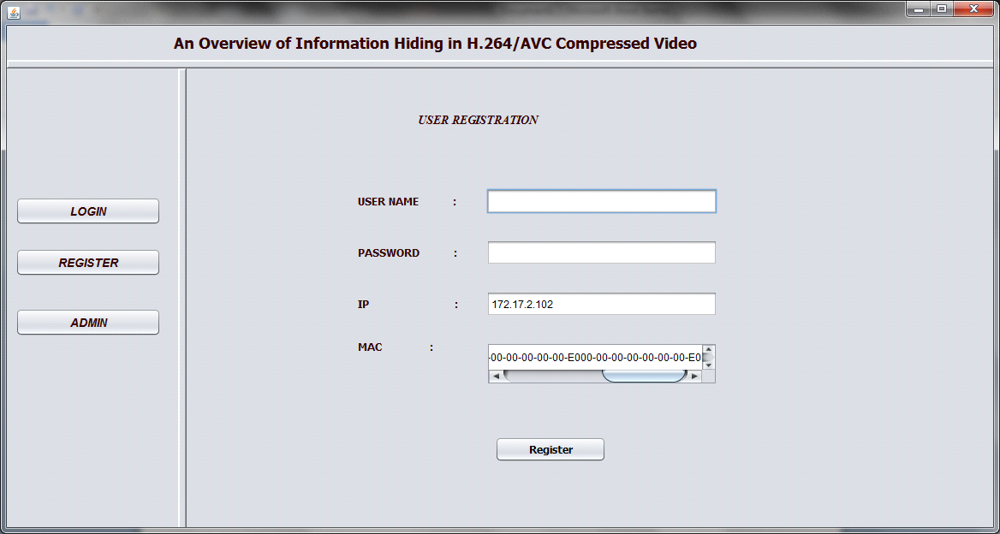 An Overview of Information Hiding in H.264/AVC Compressed Video
USER REGISTRATION
LOGIN
REGISTER
ADMIN
USER NAME :
PASSWORD :
IP : 172.17.2.102
MAC : -00-00-00-00-00-E000-00-00-00-00-00-00-E0
Register